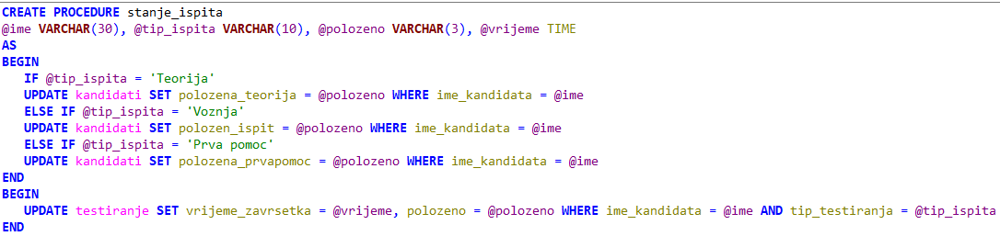 CREATE PROCEDURE stanje_ispita
@ime VARCHAR(30), @tip_ispita VARCHAR(10), @polozeno VARCHAR(3), @vrijeme TIME
AS
BEGIN
   IF @tip_ispita = 'Teorija'
   UPDATE kandidati SET polozena_teorija = @polozeno WHERE ime_kandidata = @ime
   ELSE IF @tip_ispita = 'Voznja'
   UPDATE kandidati SET polozen_ispit = @polozeno WHERE ime_kandidata = @ime
   ELSE IF @tip_ispita = 'Prva pomoc'
   UPDATE kandidati SET polozena_prvapomoc = @polozeno WHERE ime_kandidata = @ime
END
BEGIN
   UPDATE testiranje SET vrijeme_zavrsetka = @vrijeme, polozeno = @polozeno WHERE ime_kandidata = @ime AND tip_testiranja = @tip_ispita
END